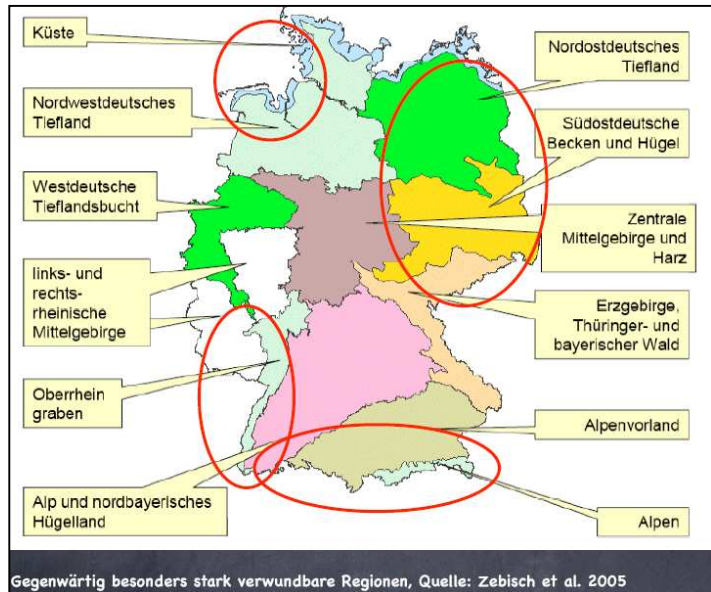 Küste
Nordwestdeutsches
Tiefland
Westdeutsche
Tieflandsbucht
links- und
rechts-
rheinische
Mittelgebirge
Oberrhein
graben
Alp und nordbayerisches
Hügelland
Nordostdeutsches
Tiefland
Südostdeutsche
Becken und Hügel
Zentrale
Mittelgebirge und
Harz
Erzgebirge,
Thüringer- und
bayerischer Wald
Alpenvorland
Alpen
Gegenwärtig besonders stark verwundbare Regionen, Quelle: Zebisch et al. 2005